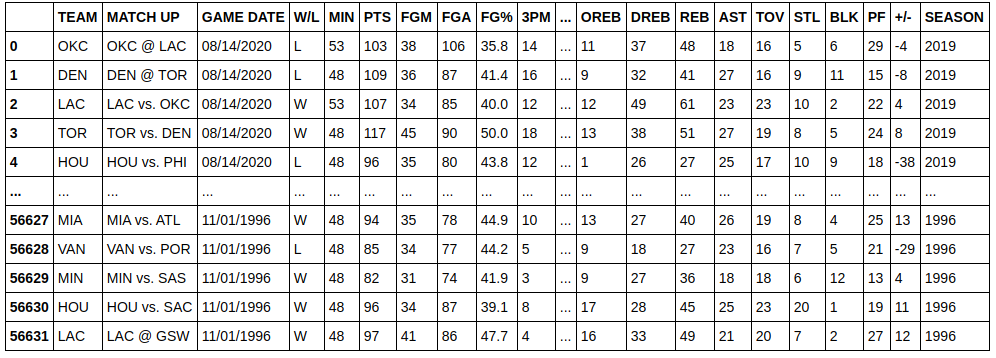 TEAM MATCH UP GAME DATE W/L MIN PTS FGM FGA FG% 3PM ... OREB DREB REB AST TOV STL BLK PF +/- SEASON
0 OKC OKC @ LAC 08/14/2020 L 53 103 38 106 35.8 14 ... 11 37 48 18 16 5 6 29 -4 2019
1 DEN DEN @ TOR 08/14/2020 L 48 109 36 87 41.4 16 ... 9 32 41 27 16 9 11 15 -8 2019
2 LAC LAC vs. OKC 08/14/2020 W 53 107 34 85 40.0 12 ... 12 49 61 23 23 10 2 22 4 2019
3 TOR TOR vs. DEN 08/14/2020 W 48 117 45 90 50.0 18 ... 13 38 51 27 19 8 5 24 8 2019
4 HOU HOU vs. PHI 08/14/2020 L 48 96 35 80 43.8 12 ... 1 26 27 25 17 10 9 18 -38 2019
... ... ... ... ... ... ... ... ... ... ... ... ... ... ... ... ... ... ... ... ... ...
56627 MIA MIA vs. ATL 11/01/1996 W 48 94 35 78 44.9 10 ... 13 27 40 26 19 8 4 25 13 1996
56628 VAN VAN vs. POR 11/01/1996 L 48 85 34 77 44.2 5 ... 9 18 27 23 16 7 5 21 -29 1996
56629 MIN MIN vs. SAS 11/01/1996 W 48 82 31 74 41.9 3 ... 9 27 36 18 18 6 12 13 4 1996
56630 HOU HOU vs. SAC 11/01/1996 W 48 96 34 87 39.1 8 ... 17 28 45 25 23 20 1 19 11 1996
56631 LAC LAC @ GSW 11/01/1996 W 48 97 41 86 47.7 4 ... 16 33 49 21 20 7 2 27 12 1996